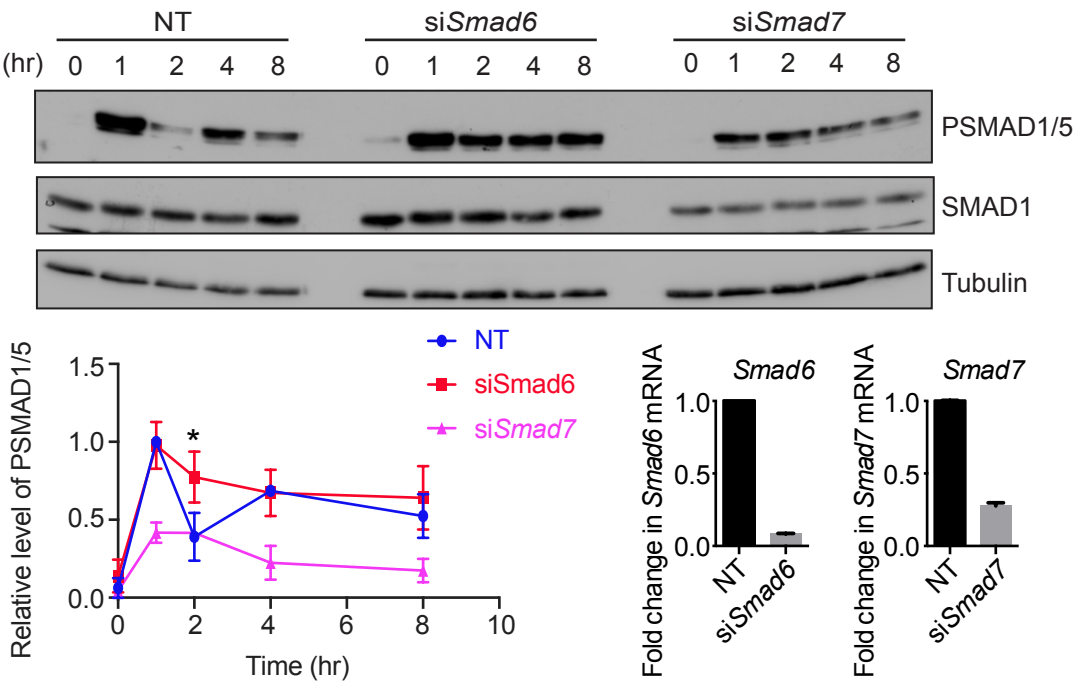 NT siSmad6 siSmad7
(hr) 0 1 2 4 8 0 1 2 4 8 0 1 2 4 8
PSMAD1/5
SMAD1
Tubulin
Relative level of PSMAD1/5
1.5
1.0
0.5
0.0
*
0 2 4 6 8 10
Time (hr)
NT
siSmad6
siSmad7
Fold change in Smad6 mRNA
Smad6
1.0
0.5
0.0
NT
siSmad6
Fold change in Smad7 mRNA
Smad7
1.0
0.5
0.0
NT
siSmad7